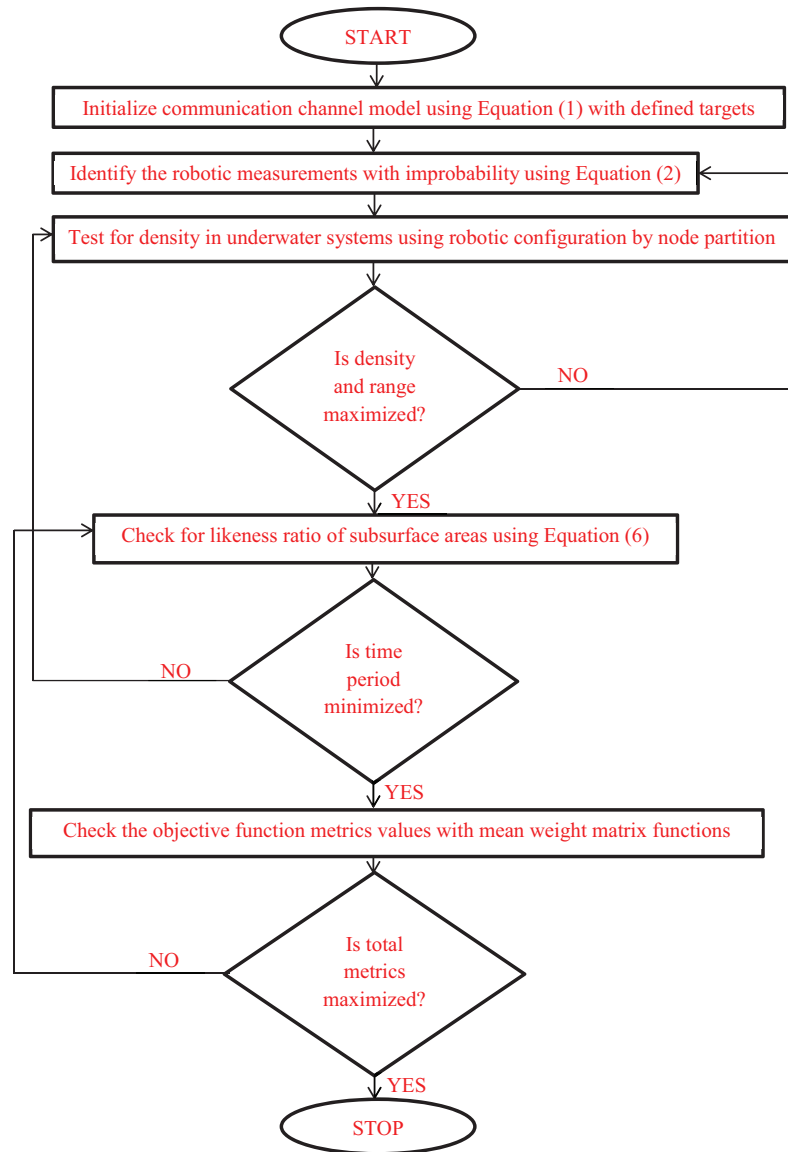 START
Initialize communication channel model using Equation (1) with defined targets
Identify the robotic measurements with improbability using Equation (2)
Test for density in underwater systems using robotic configuration by node partition
Is density
and range
maximized?
NO
YES
Check for likeness ratio of subsurface areas using Equation (6)
Is time
period
minimized?
NO
YES
Check the objective function metrics values with mean weight matrix functions
Is total
metrics
maximized?
NO
YES
STOP